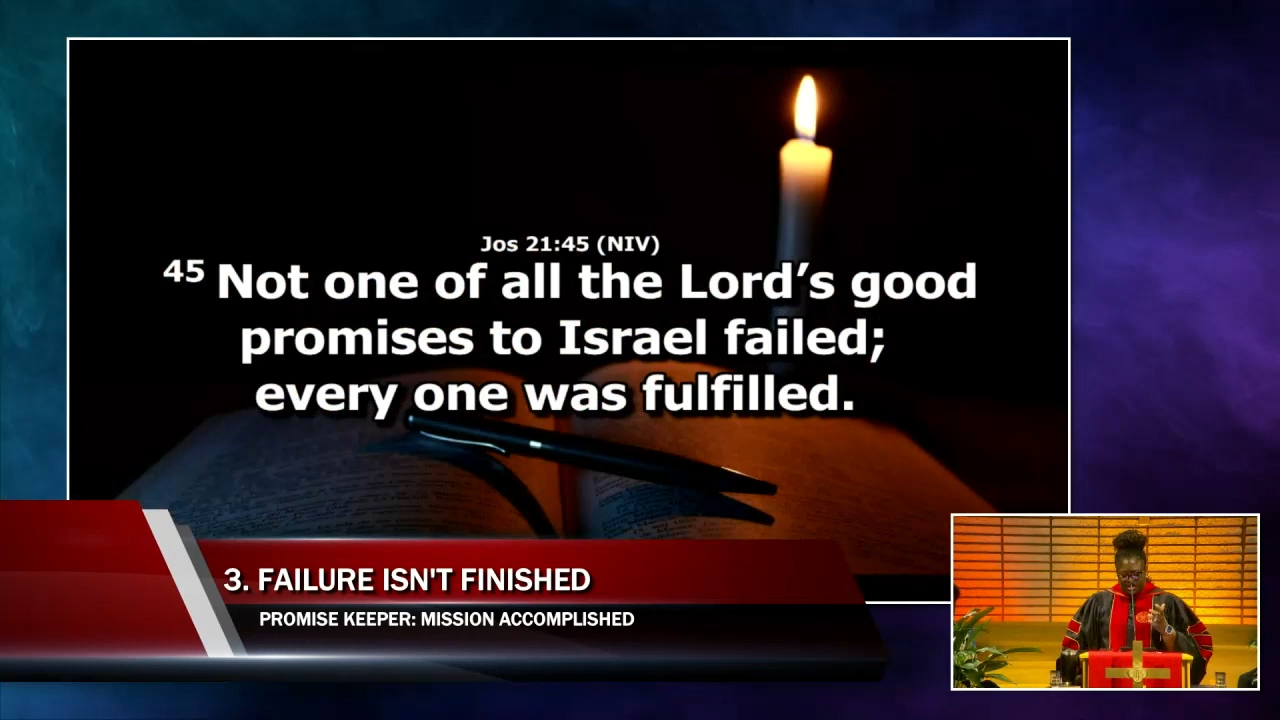 Jos 21:45 (NIV)
45 Not one of all the Lord’s good
promises to Israel failed;
every one was fulfilled.
3. FAILURE ISN'T FINISHED
PROMISE KEEPER: MISSION ACCOMPLISHED